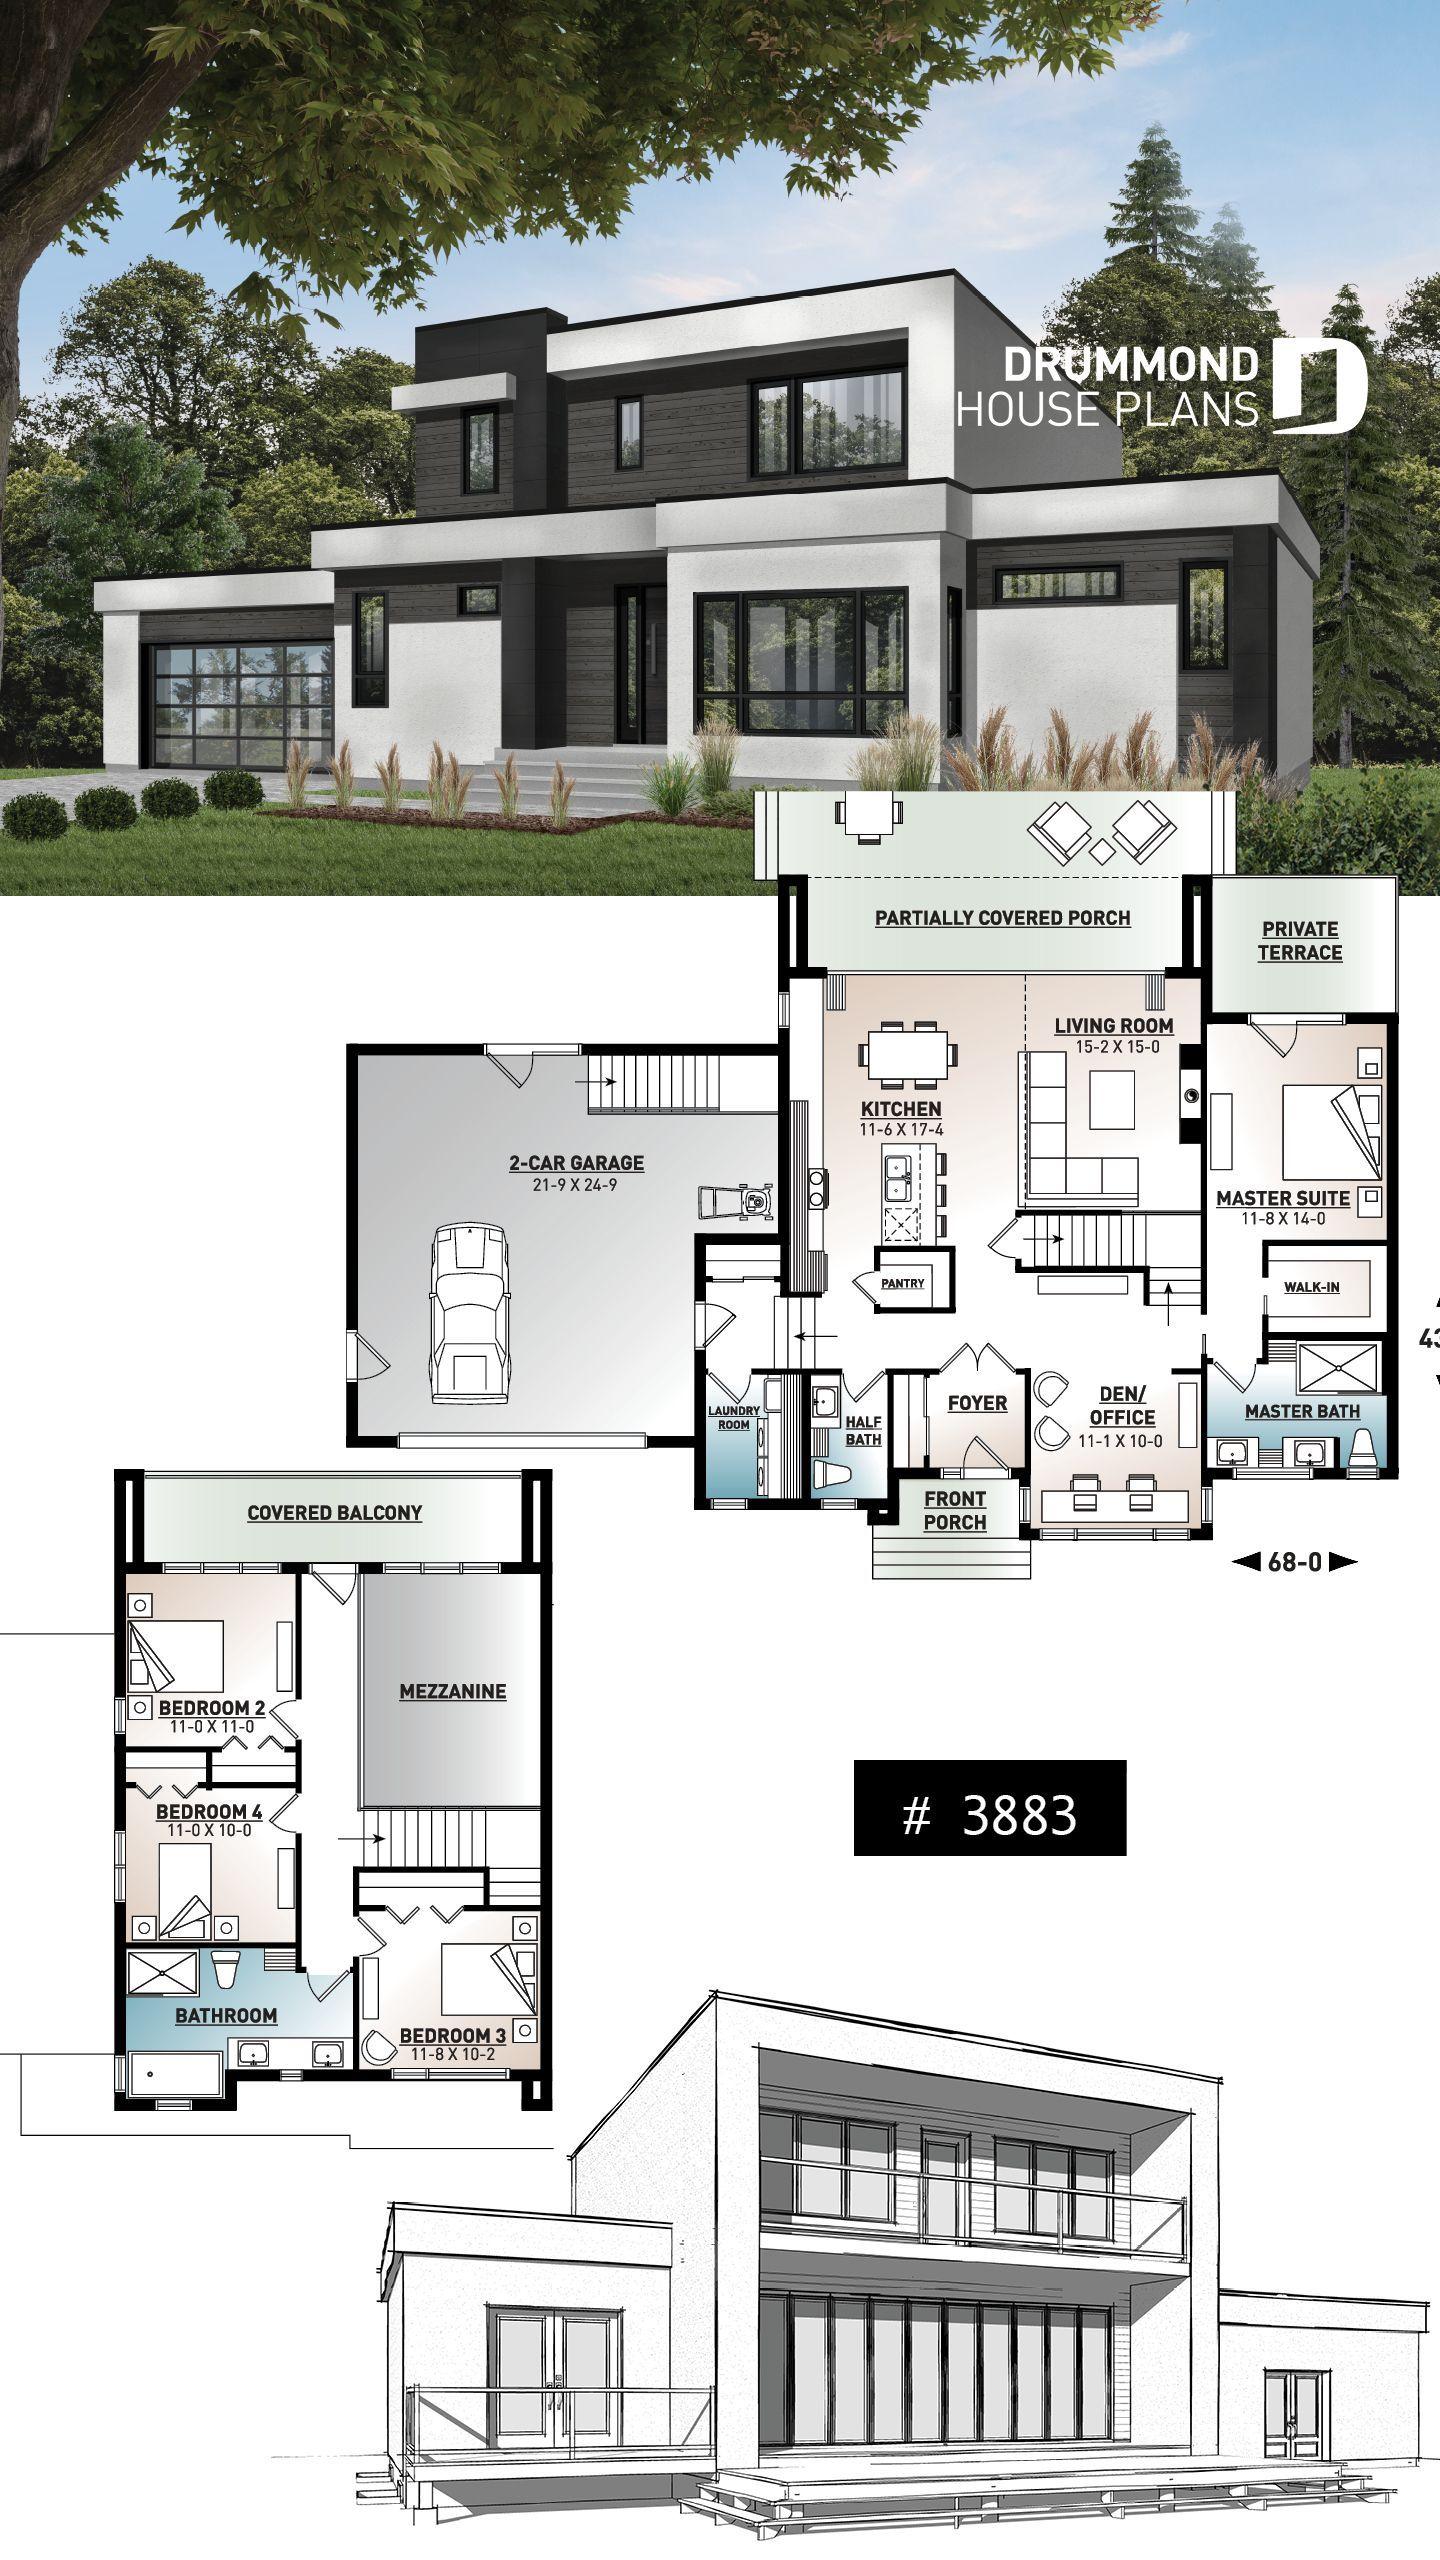 DRUMMOND
HOUSE PLANS
PARTIALLY COVERED PORCH
PRIVATE
TERRACE
LIVING ROOM
15-2 X 15-0
KITCHEN
11-6 X 17-4
2-CAR GARAGE
21-9 X 24-9
MASTER SUITE
11-8 X 14-0
PANTRY
WALK-IN
43
LAUNDRY
ROOM
HALF
BATH
FOYER
DEN/
OFFICE
11-1 X 10-0
MASTER BATH
FRONT
PORCH
68-0
COVERED BALCONY
MEZZANINE
BEDROOM 2
11-0 X 11-0
BEDROOM 4
11-0 X 10-0
BATHROOM
BEDROOM 3
11-8 X 10-2
# 3883